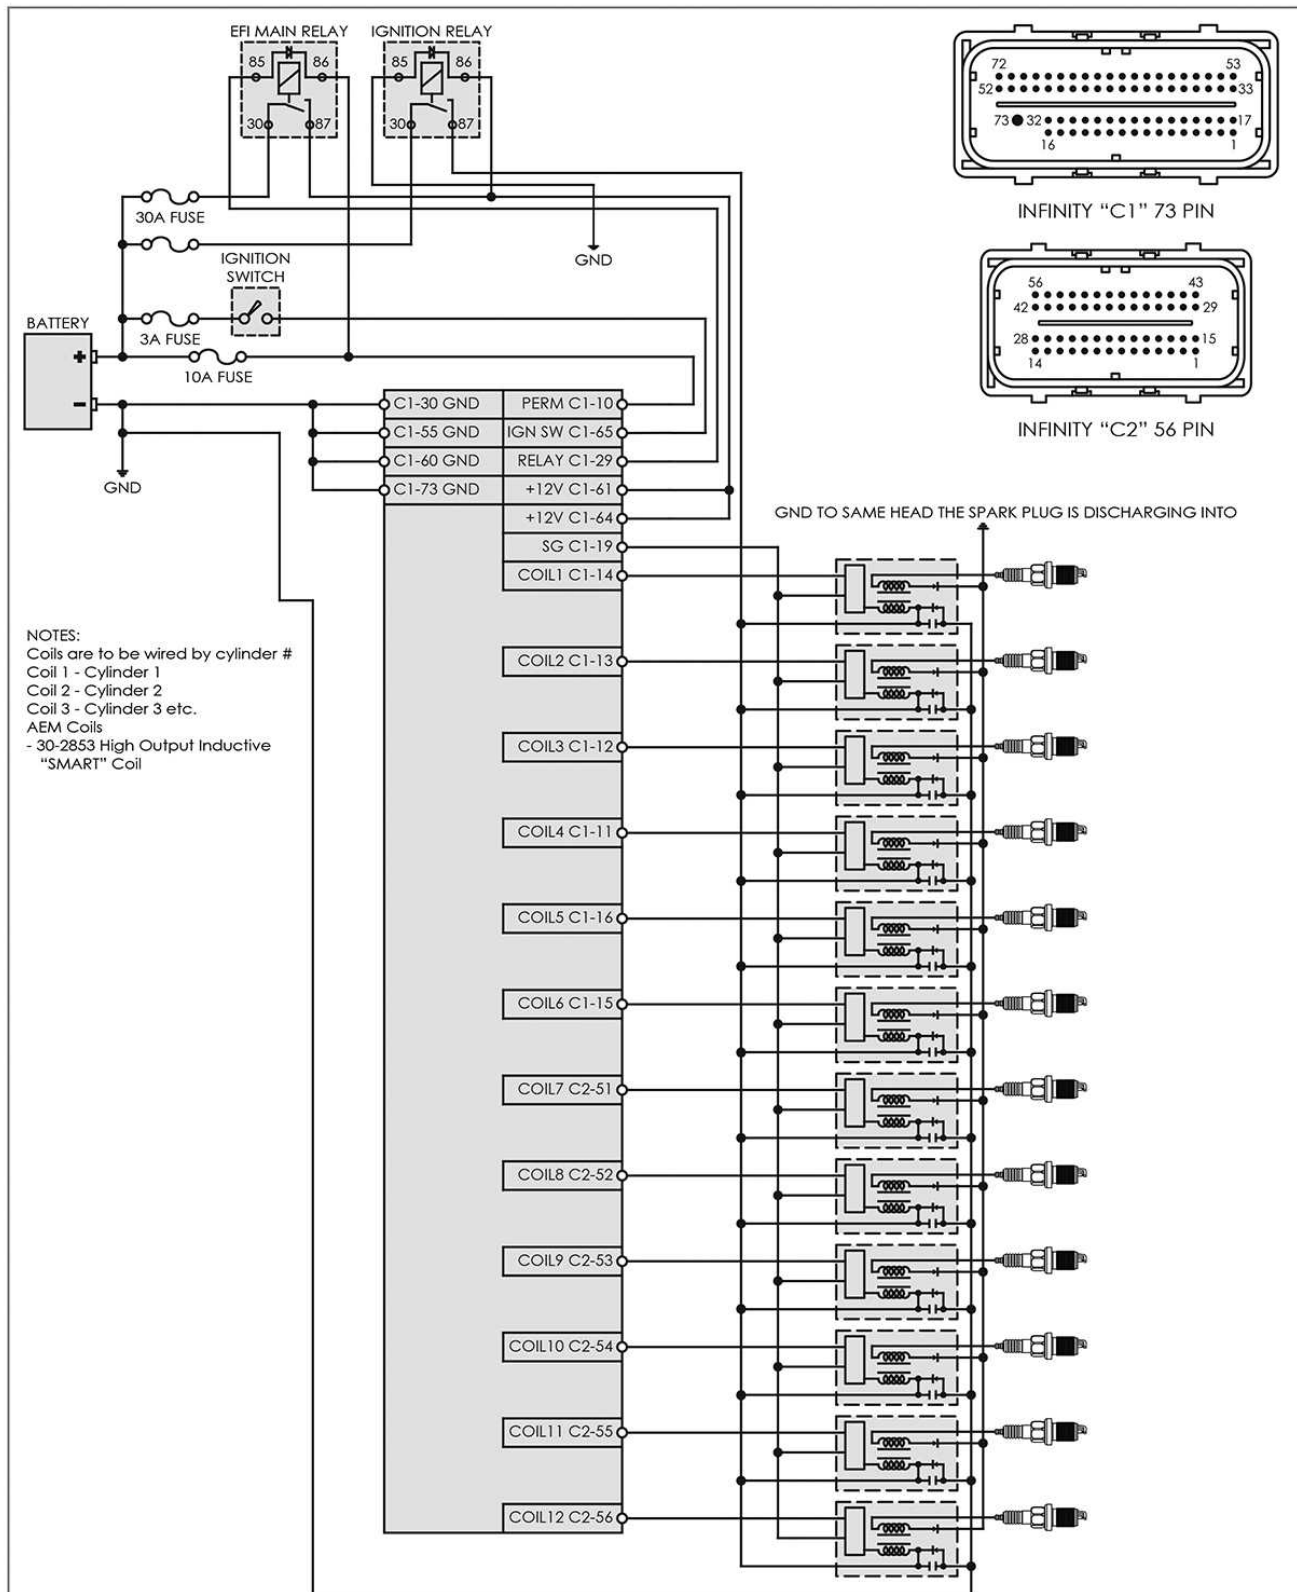 EFI MAIN RELAY
IGNITION RELAY
85
86
30
87
85
86
30
87
30A FUSE
IGNITION
SWITCH
3A FUSE
10A FUSE
BATTERY
+
-
GND
GND
72
53
52
33
73
32
17
16
1
INFINITY “C1” 73 PIN
56
43
42
29
28
15
14
1
INFINITY “C2” 56 PIN
C1-30 GND
PERM C1-10
C1-55 GND
IGN SW C1-65
C1-60 GND
RELAY C1-29
C1-73 GND
+12V C1-61
+12V C1-64
SG C1-19
COIL1 C1-14
COIL2 C1-13
COIL3 C1-12
COIL4 C1-11
COIL5 C1-16
COIL6 C1-15
COIL7 C2-51
COIL8 C2-52
COIL9 C2-53
COIL10 C2-54
COIL11 C2-55
COIL12 C2-56
GND TO SAME HEAD THE SPARK PLUG IS DISCHARGING INTO
NOTES:
Coils are to be wired by cylinder #
Coil 1 - Cylinder 1
Coil 2 - Cylinder 2
Coil 3 - Cylinder 3 etc.
AEM Coils
- 30-2853 High Output Inductive
“SMART” Coil